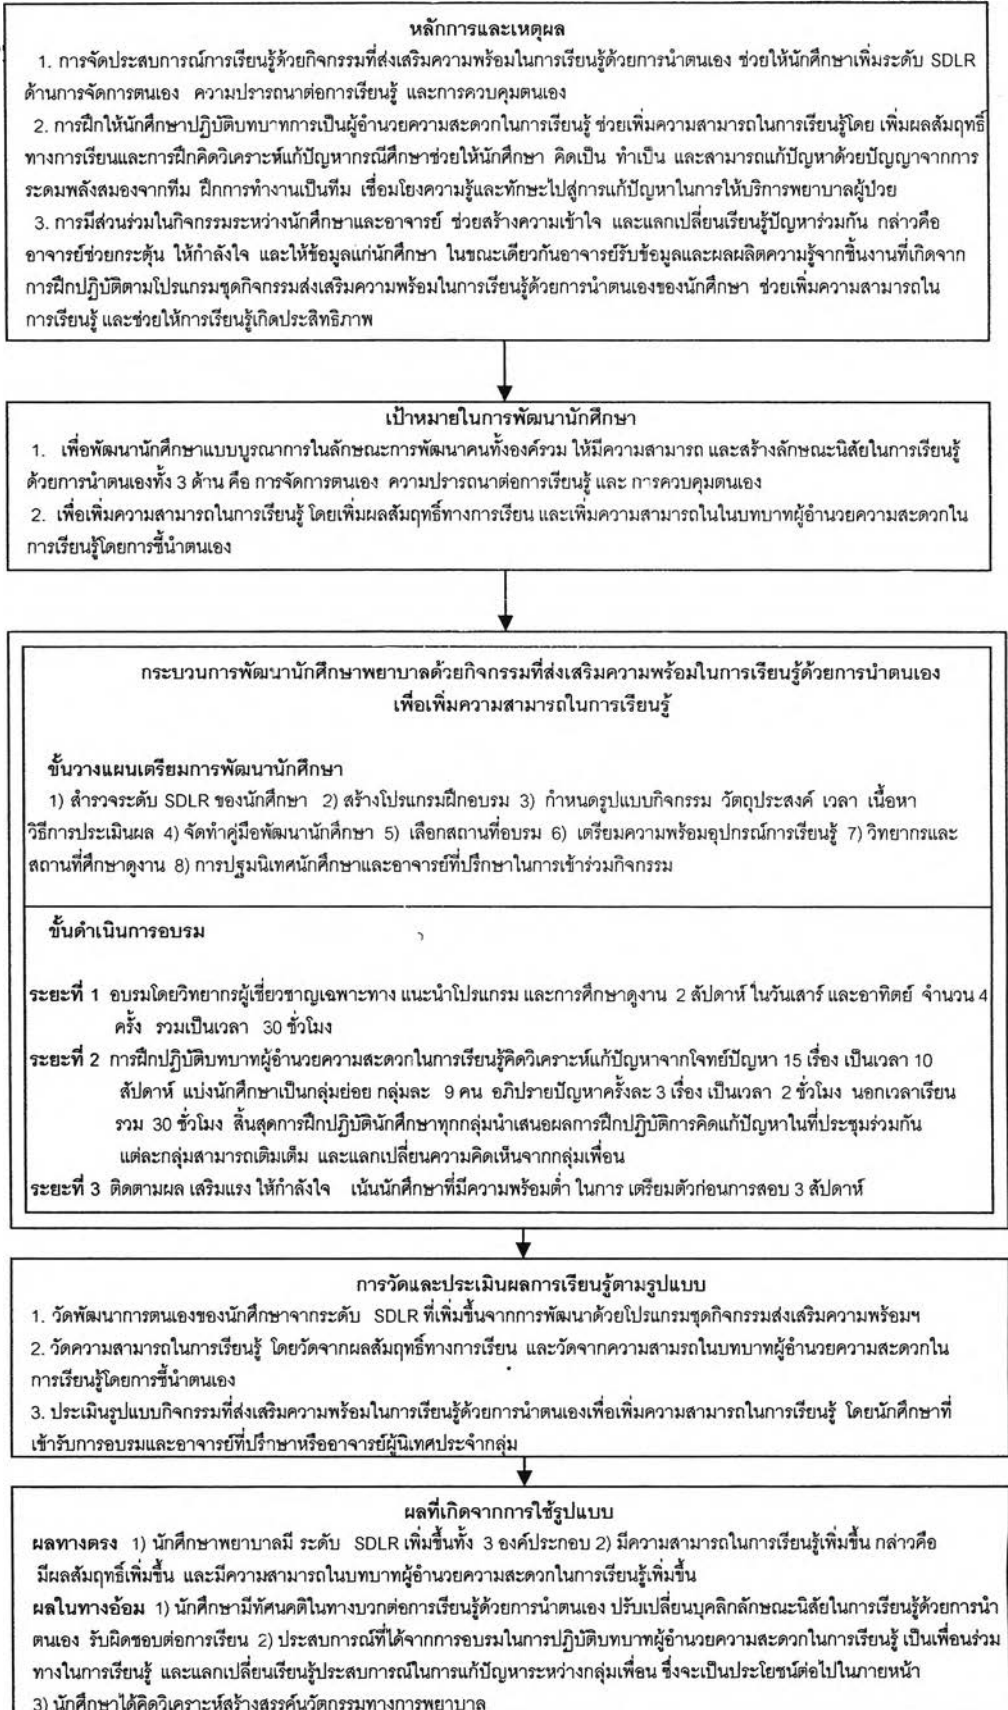 หลักการและเหตุผล
1. การจัดประสบการณ์การเรียนรู้ด้วยกิจกรรมที่ส่งเสริมความพร้อมในการเรียนรู้ด้วยการนำตนเอง ช่วยให้นักศึกษาเพิ่มระดับ SDLR
ด้านการจัดการตนเอง ความปรารถนาต่อการเรียนรู้ และการควบคุมตนเอง
2. การฝึกให้นักศึกษาปฏิบัติบทบาทการเป็นผู้อำนวยความสะดวกในการเรียนรู้ ช่วยเพิ่มความสามารถในการเรียนรู้โดย เพิ่มผลสัมฤทธิ์
ทางการเรียนและการฝึกคิดวิเคราะห์แก้ปัญหากรณีศึกษาช่วยให้นักศึกษา คิดเป็น ทำเป็น และสามารถแก้ปัญหาด้วยปัญญาจากการ
ระดมพลังสมองจากทีม ฝึกการทำงานเป็นทีม เชื่อมโยงความรู้และทักษะไปสู่การแก้ปัญหาในการให้บริการพยาบาลผู้ป่วย
3. การมีส่วนร่วมในกิจกรรมระหว่างนักศึกษาและอาจารย์ ช่วยสร้างความเข้าใจ และแลกเปลี่ยนเรียนรู้ปัญหาร่วมกัน กล่าวคือ
อาจารย์ช่วยกระตุ้น ให้กำลังใจ และให้ข้อมูลแก่นักศึกษา ในขณะเดียวกันอาจารย์รับข้อมูลและผลผลิตความรู้จากชิ้นงานที่เกิดจาก
การฝึกปฏิบัติตามโปรแกรมชุดกิจกรรมส่งเสริมความพร้อมในการเรียนรู้ด้วยการนำตนเองของนักศึกษา ช่วยเพิ่มความสามารถใน
การเรียนรู้ และช่วยให้การเรียนรู้เกิดประสิทธิภาพ
เป้าหมายในการพัฒนานักศึกษา
1. เพื่อพัฒนานักศึกษาแบบบูรณาการในลักษณะการพัฒนาคนทั้งองค์รวม ให้มีความสามารถ และสร้างลักษณะนิสัยในการเรียนรู้
ด้วยการนำตนเองทั้ง 3 ด้าน คือ การจัดการตนเอง ความปรารถนาต่อการเรียนรู้ และ การควบคุมตนเอง
2. เพื่อเพิ่มความสามารถในการเรียนรู้ โดยเพิ่มผลสัมฤทธิ์ทางการเรียน และเพิ่มความสามารถในในบทบาทผู้อำนวยความสะดวกใน
การเรียนรู้โดยการชี้นำตนเอง
กระบวนการพัฒนานักศึกษาพยาบาลด้วยกิจกรรมที่ส่งเสริมความพร้อมในการเรียนรู้ด้วยการนำตนเอง
เพื่อเพิ่มความสามารถในการเรียนรู้
ขั้นวางแผนเตรียมการพัฒนานักศึกษา
1) สำรวจระดับ SDLR ของนักศึกษา 2) สร้างโปรแกรมฝึกอบรม 3) กำหนดรูปแบบกิจกรรม วัตถุประสงค์ เวลา เนื้อหา
วิธีการประเมินผล 4) จัดทำคู่มือพัฒนานักศึกษา 5) เลือกสถานที่อบรม 6) เตรียมความพร้อมอุปกรณ์การเรียนรู้ 7) วิทยากรและ
สถานที่ศึกษาดูงาน 8) การปฐมนิเทศนักศึกษาและอาจารย์ที่ปรึกษาในการเข้าร่วมกิจกรรม
ขั้นดำเนินการอบรม
ระยะที่ 1 อบรมโดยวิทยากรผู้เชี่ยวชาญเฉพาะทาง แนะนำโปรแกรม และการศึกษาดูงาน 2 สัปดาห์ ในวันเสาร์ และอาทิตย์ จำนวน 4
ครั้ง รวมเป็นเวลา 30 ชั่วโมง
ระยะที่ 2 การฝึกปฏิบัติบทบาทผู้อำนวยความสะดวกในการเรียนรู้คิดวิเคราะห์แก้ปัญหาจากโจทย์ปัญหา 15 เรื่อง เป็นเวลา 10
สัปดาห์ แบ่งนักศึกษาเป็นกลุ่มย่อย กลุ่มละ 9 คน อภิปรายปัญหาครั้งละ 3 เรื่อง เป็นเวลา 2 ชั่วโมง นอกเวลาเรียน
รวม 30 ชั่วโมง สิ้นสุดการฝึกปฏิบัตินักศึกษาทุกกลุ่มนำเสนอผลการฝึกปฏิบัติการคิดแก้ปัญหาในที่ประชุมร่วมกัน
แต่ละกลุ่มสามารถเติมเต็ม และแลกเปลี่ยนความคิดเห็นจากกลุ่มเพื่อน
ระยะที่ 3 ติดตามผล เสริมแรง ให้กำลังใจ เน้นนักศึกษาที่มีความพร้อมต่ำ ในการ เตรียมตัวก่อนการสอบ 3 สัปดาห์
การวัดและประเมินผลการเรียนรู้ตามรูปแบบ
1. วัดพัฒนาการตนเองของนักศึกษาจากระดับ SDLR ที่เพิ่มขึ้นจากการพัฒนาด้วยโปรแกรมชุดกิจกรรมส่งเสริมความพร้อมฯ
2. วัดความสามารถในการเรียนรู้ โดยวัดจากผลสัมฤทธิ์ทางการเรียน และวัดจากความสามรถในบทบาทผู้อำนวยความสะดวกใน
การเรียนรู้โดยการชี้นำตนเอง
3. ประเมินรูปแบบกิจกรรมที่ส่งเสริมความพร้อมในการเรียนรู้ด้วยการนำตนเองเพื่อเพิ่มความสามารถในการเรียนรู้ โดยนักศึกษาที่
เข้ารับการอบรมและอาจารย์ที่ปรึกษาหรืออาจารย์ผู้นิเทศประจำกลุ่ม
ผลที่เกิดจากการใช้รูปแบบ
ผลทางตรง 1) นักศึกษาพยาบาลมี ระดับ SDLR เพิ่มขึ้นทั้ง 3 องค์ประกอบ 2) มีความสามารถในการเรียนรู้เพิ่มขึ้น กล่าวคือ
มีผลสัมฤทธิ์เพิ่มขึ้น และมีความสามารถในบทบาทผู้อำนวยความสะดวกในการเรียนรู้เพิ่มขึ้น
ผลในทางอ้อม 1) นักศึกษามีทัศนคติในทางบวกต่อการเรียนรู้ด้วยการนำตนเอง ปรับเปลี่ยนบุคลิกลักษณะนิสัยในการเรียนรู้ด้วยการนำ
ตนเอง รับผิดชอบต่อการเรียน 2) ประสบการณ์ที่ได้จากการอบรมในการปฏิบัติบทบาทผู้อำนวยความสะดวกในการเรียนรู้ เป็นเพื่อนร่วม
ทางในการเรียนรู้ และแลกเปลี่ยนเรียนรู้ประสบการณ์ในการแก้ปัญหาระหว่างกลุ่มเพื่อน ซึ่งจะเป็นประโยชน์ต่อไปในภายหน้า
3) นักศึกษาได้คิดวิเคราะห์สร้างสรรค์นวัตกรรมทางการพยาบาล